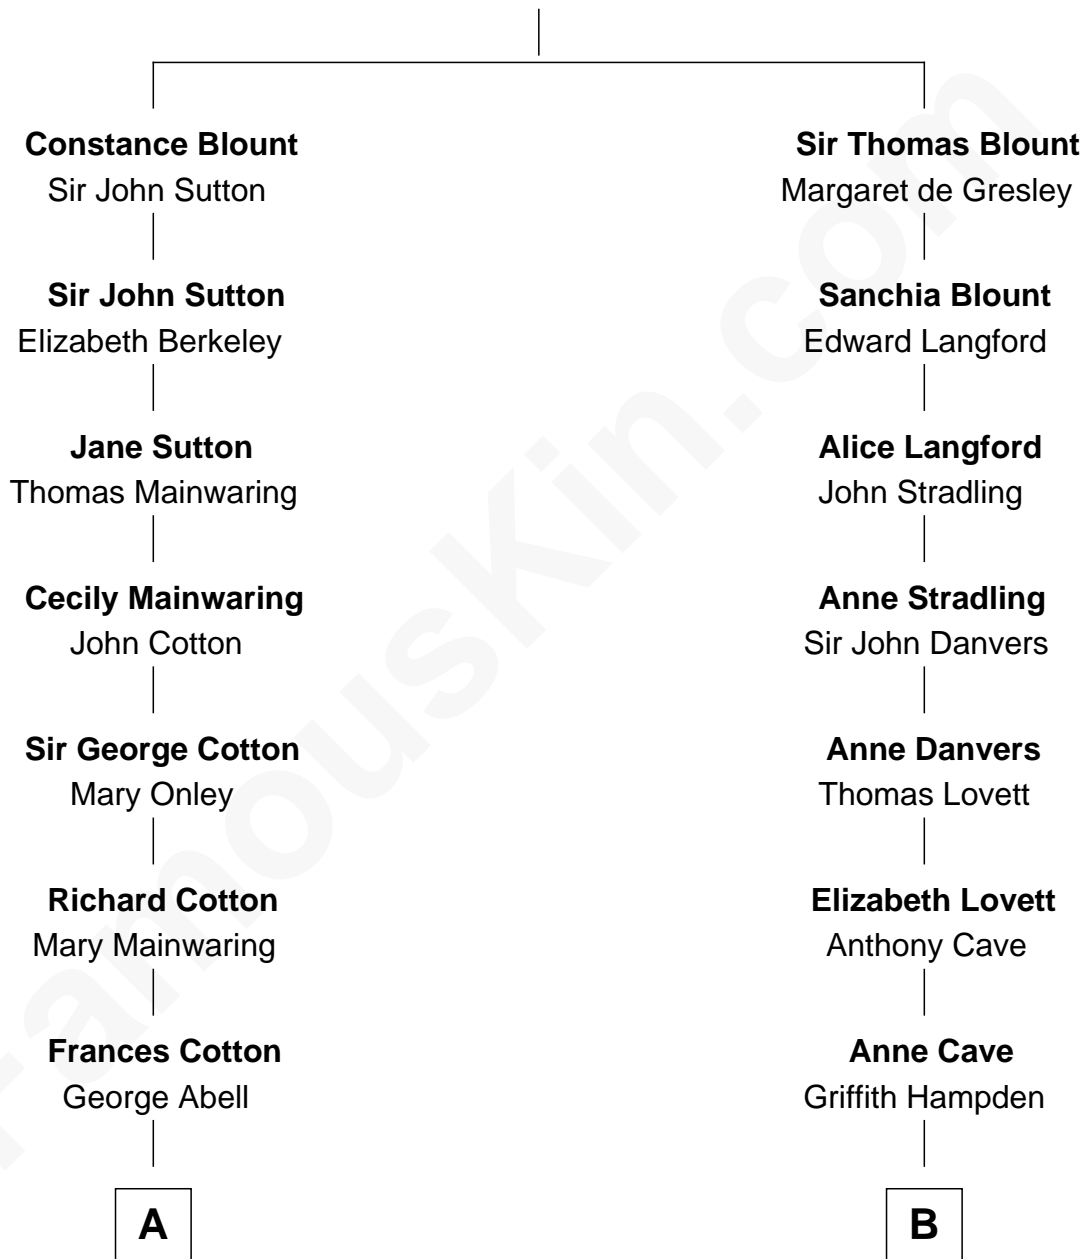 Constance Blount
Sir John Sutton
Sir John Sutton
Elizabeth Berkeley
Jane Sutton
Thomas Mainwaring
Cecily Mainwaring
John Cotton
Sir George Cotton
Mary Onley
Richard Cotton
Mary Mainwaring
Frances Cotton
George Abell
A
Sir Thomas Blount
Margaret de Gresley
Sanchia Blount
Edward Langford
Alice Langford
John Stradling
Anne Stradling
Sir John Danvers
Anne Danvers
Thomas Lovett
Elizabeth Lovett
Anthony Cave
Anne Cave
Griffith Hampden
B
FamousKin.com